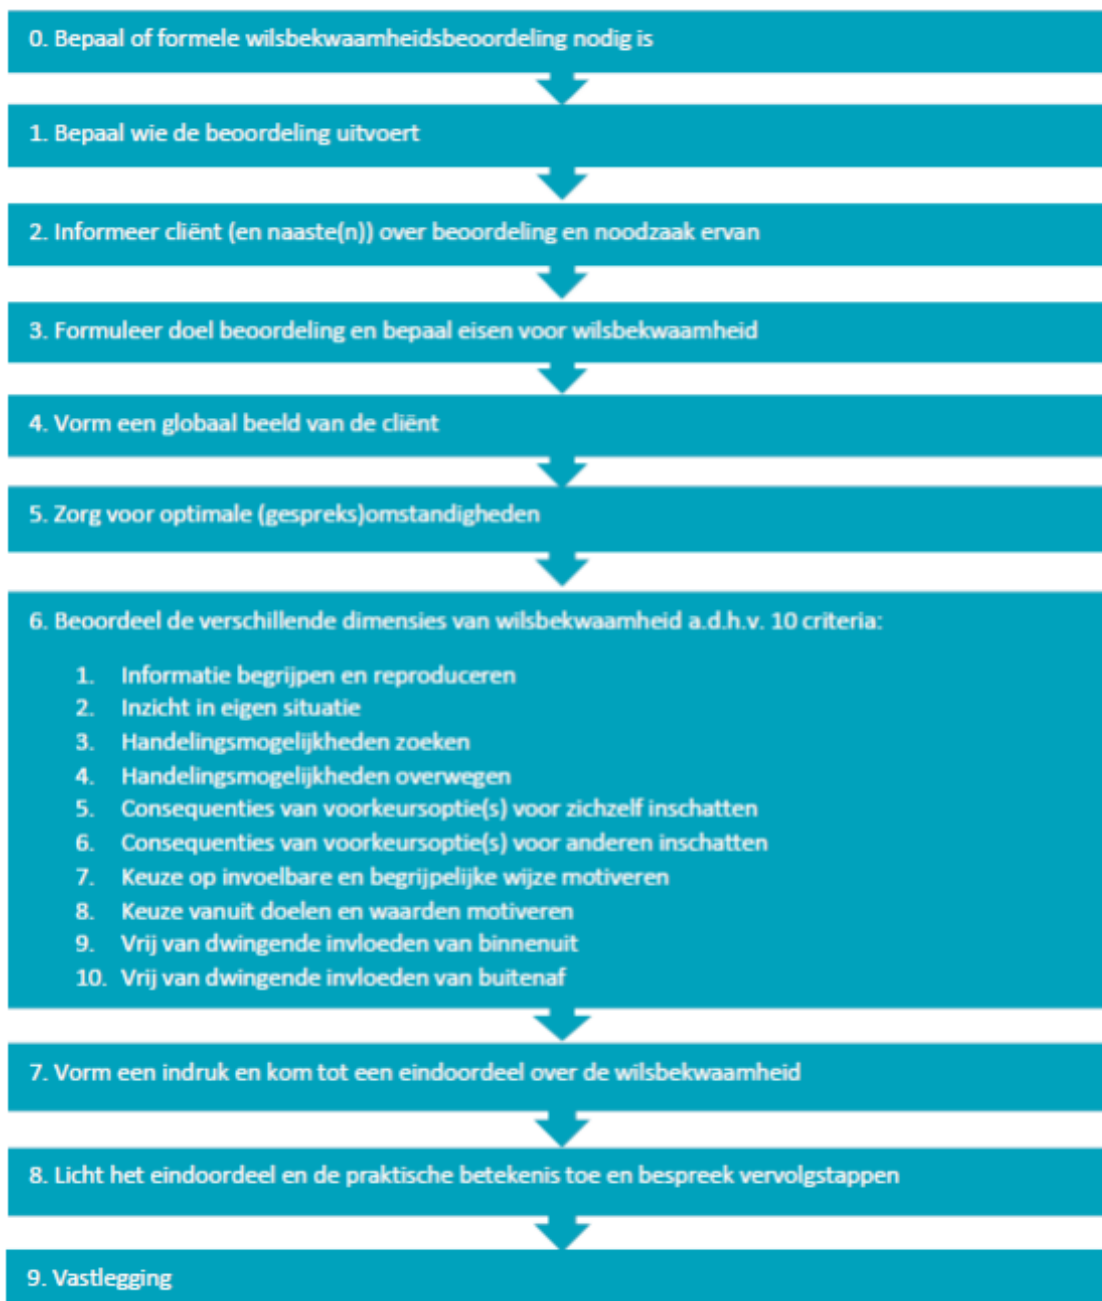 0. Bepaal of formele wilsbekwaamheidsbeoordeling nodig is
1. Bepaal wie de beoordeling uitvoert
2. Informeer cliënt (en naaste(n)) over beoordeling en noodzaak ervan
3. Formuleer doel beoordeling en bepaal eisen voor wilsbekwaamheid
4. Vorm een globaal beeld van de cliënt
5. Zorg voor optimale (gespreks)omstandigheden
6. Beoordeel de verschillende dimensies van wilsbekwaamheid a.d.h.v. 10 criteria:
1. Informatie begrijpen en reproduceren
2. Inzicht in eigen situatie
3. Handelingsmogelijkheden zoeken
4. Handelingsmogelijkheden overwegen
5. Consequenties van voorkeursoptie(s) voor zichzelf inschatten
6. Consequenties van voorkeursoptie(s) voor anderen inschatten
7. Keuze op invoelbare en begrijpelijke wijze motiveren
8. Keuze vanuit doelen en waarden motiveren
9. Vrij van dwingende invloeden van binnenuit
10. Vrij van dwingende invloeden van buitenaf
7. Vorm een indruk en kom tot een eindoordeel over de wilsbekwaamheid
8. Licht het eindoordeel en de praktische betekenis toe en bespreek vervolgstappen
9. Vastlegging